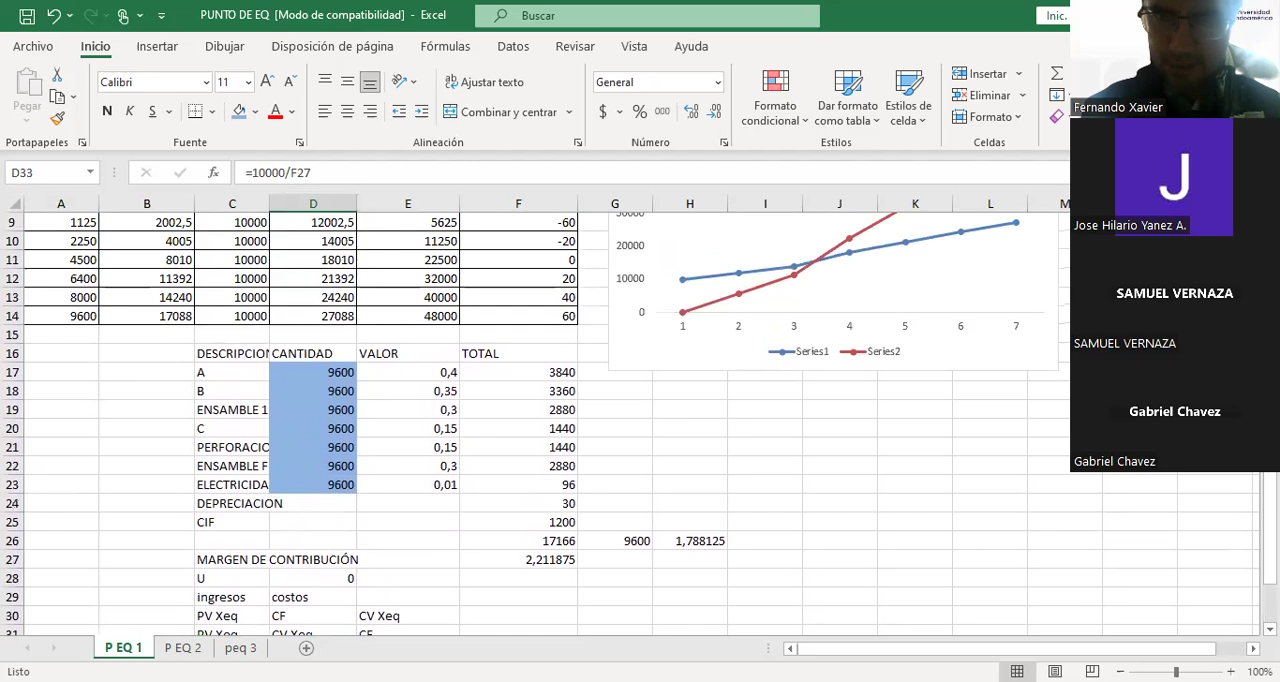 PUNTO DE EQ [Modo de compatibilidad] - Excel
Buscar
Inic.
Archivo Inicio Insertar Dibujar Disposición de página Fórmulas Datos Revisar Vista Ayuda
Pegar
Calibri 11
N K S
Ajustar texto
Combinar y centrar
General
$ % 000
Formato condicional
Dar formato como tabla
Estilos de celda
Insertar
Eliminar
Formato
Portapapeles Fuente Alineación Número Estilos Celdas
D33 fx =10000/F27
A B C D E F G H I J K L M
9 1125 2002,5 10000 12002,5 5625 -60
10 2250 4005 10000 14005 11250 -20
11 4500 8010 10000 18010 22500 0
12 6400 11392 10000 21392 32000 20
13 8000 14240 10000 24240 40000 40
14 9600 17088 10000 27088 48000 60
15
16 DESCRIPCION CANTIDAD VALOR TOTAL
17 A 9600 0,4 3840
18 B 9600 0,35 3360
19 ENSAMBLE 1 9600 0,3 2880
20 C 9600 0,15 1440
21 PERFORACIO 9600 0,15 1440
22 ENSAMBLE F 9600 0,3 2880
23 ELECTRICIDA 9600 0,01 96
24 DEPRECIACION 30
25 CIF 1200
26 17166 9600 1,788125
27 MARGEN DE CONTRIBUCIÓN 2,211875
28 U 0
29 ingresos costos
30 PV Xeq CF CV Xeq
31 PV Xeq CV Xeq CF
30000
20000
10000
0
1 2 3 4 5 6 7
Series1 Series2
P EQ 1 P EQ 2 peq 3
Listo
100%
Fernando Xavier
J
Jose Hilario Yanez A.
SAMUEL VERNAZA
SAMUEL VERNAZA
Gabriel Chavez
Gabriel Chavez